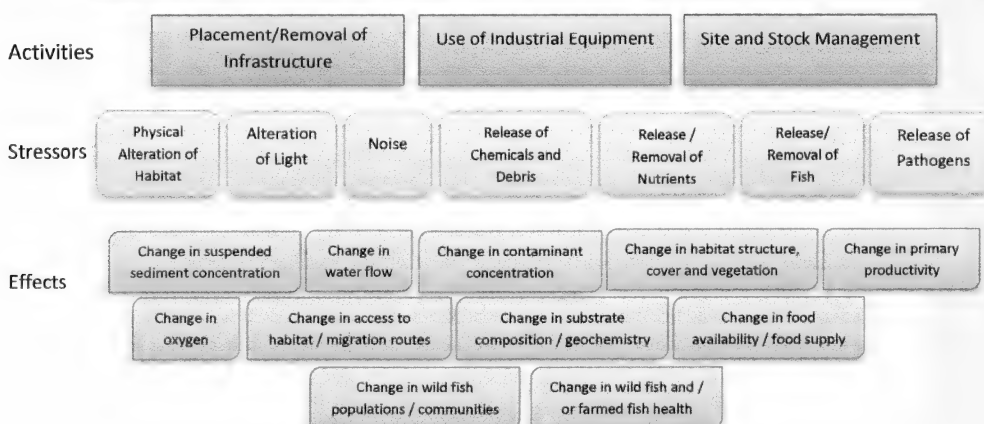 Activities
Placement/Removal of
Infrastructure
Use of Industrial Equipment
Site and Stock Management
Stressors
Physical
Alteration of
Habitat
Alteration
of Light
Noise
Release of
Chemicals and
Debris
Release /
Removal of
Nutrients
Release/
Removal of
Fish
Release of
Pathogens
Effects
Change in suspended
sediment concentration
Change in
water flow
Change in contaminant
concentration
Change in habitat structure,
cover and vegetation
Change in primary
productivity
Change in
oxygen
Change in access to
habitat / migration routes
Change in substrate
composition / geochemistry
Change in food
availability / food supply
Change in wild fish
populations / communities
Change in wild fish and /
or farmed fish health